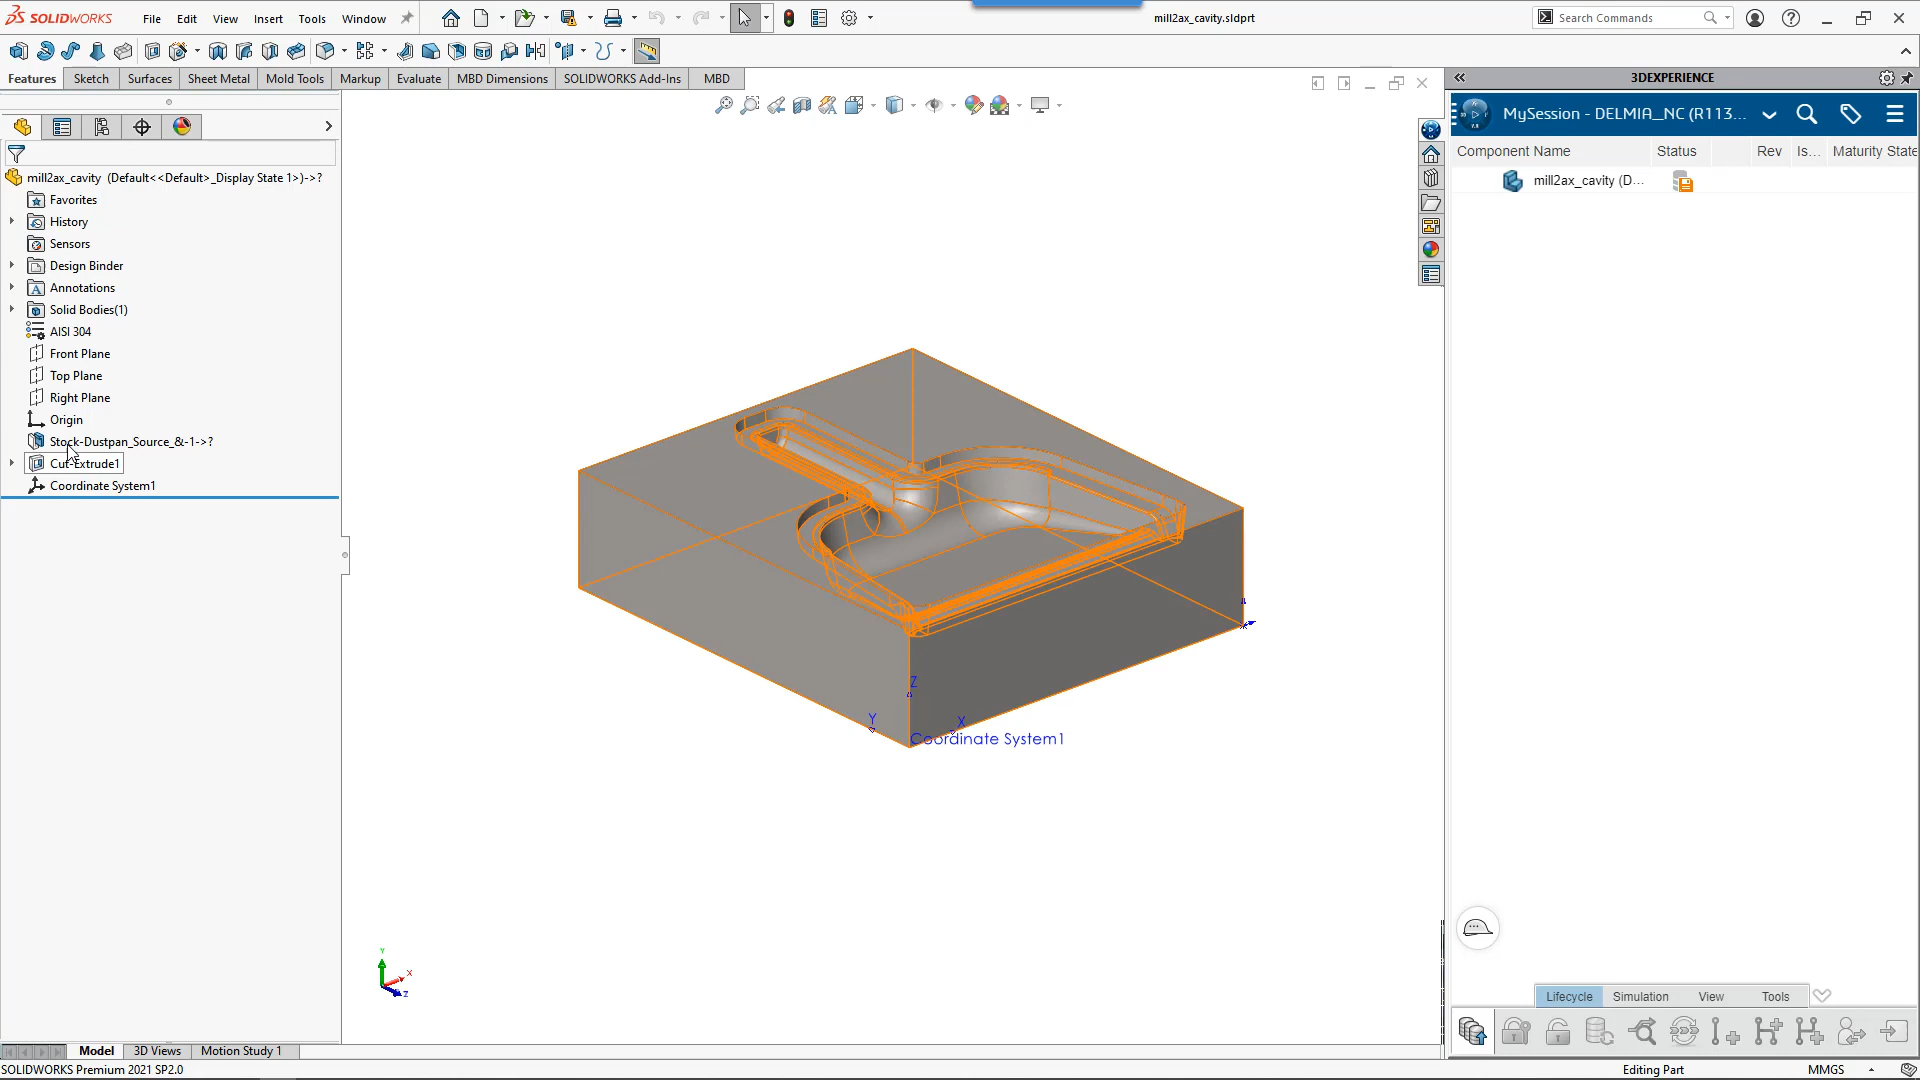 SOLIDWORKS
File
Edit
View
Insert
Tools
Window
mill2ax_cavity.sldprt
Search Commands
Features
Sketch
Surfaces
Sheet Metal
Mold Tools
Markup
Evaluate
MBD Dimensions
SOLIDWORKS Add-Ins
MBD
3DEXPERIENCE
MySession - DELMIA_NC (R113...
Component Name
Status
Rev
Is...
Maturity State
mill2ax_cavity (D...
mill2ax_cavity (Default<<Default>_Display State 1>)->?
Favorites
History
Sensors
Design Binder
Annotations
Solid Bodies(1)
AISI 304
Front Plane
Top Plane
Right Plane
Origin
Stock-Dustpan_Source_&-1->?
Cut-Extrude1
Coordinate System1
Z
Y
X
Coordinate System1
Y
X
Z
Lifecycle
Simulation
View
Tools
Model
3D Views
Motion Study 1
SOLIDWORKS Premium 2021 SP2.0
Editing Part
MMGS